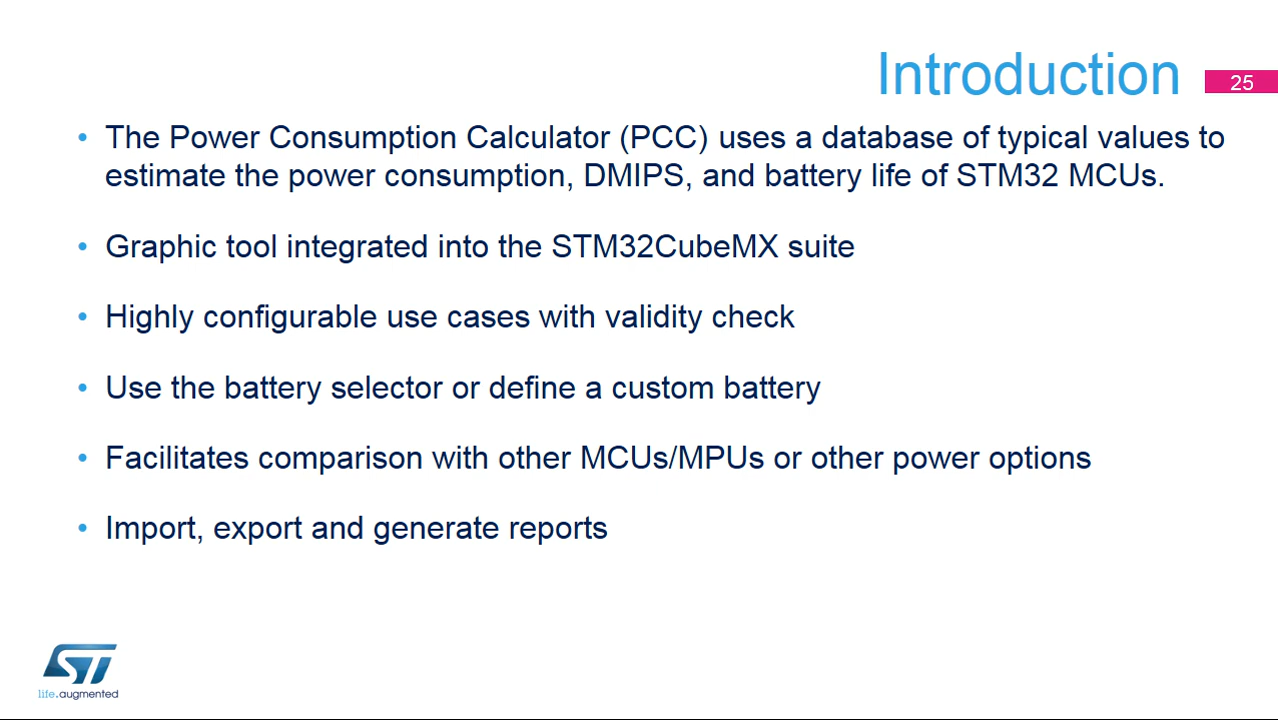 Introduction
25
• The Power Consumption Calculator (PCC) uses a database of typical values to
estimate the power consumption, DMIPS, and battery life of STM32 MCUs.
• Graphic tool integrated into the STM32CubeMX suite
• Highly configurable use cases with validity check
• Use the battery selector or define a custom battery
• Facilitates comparison with other MCUs/MPUs or other power options
• Import, export and generate reports
ST
life.augmented